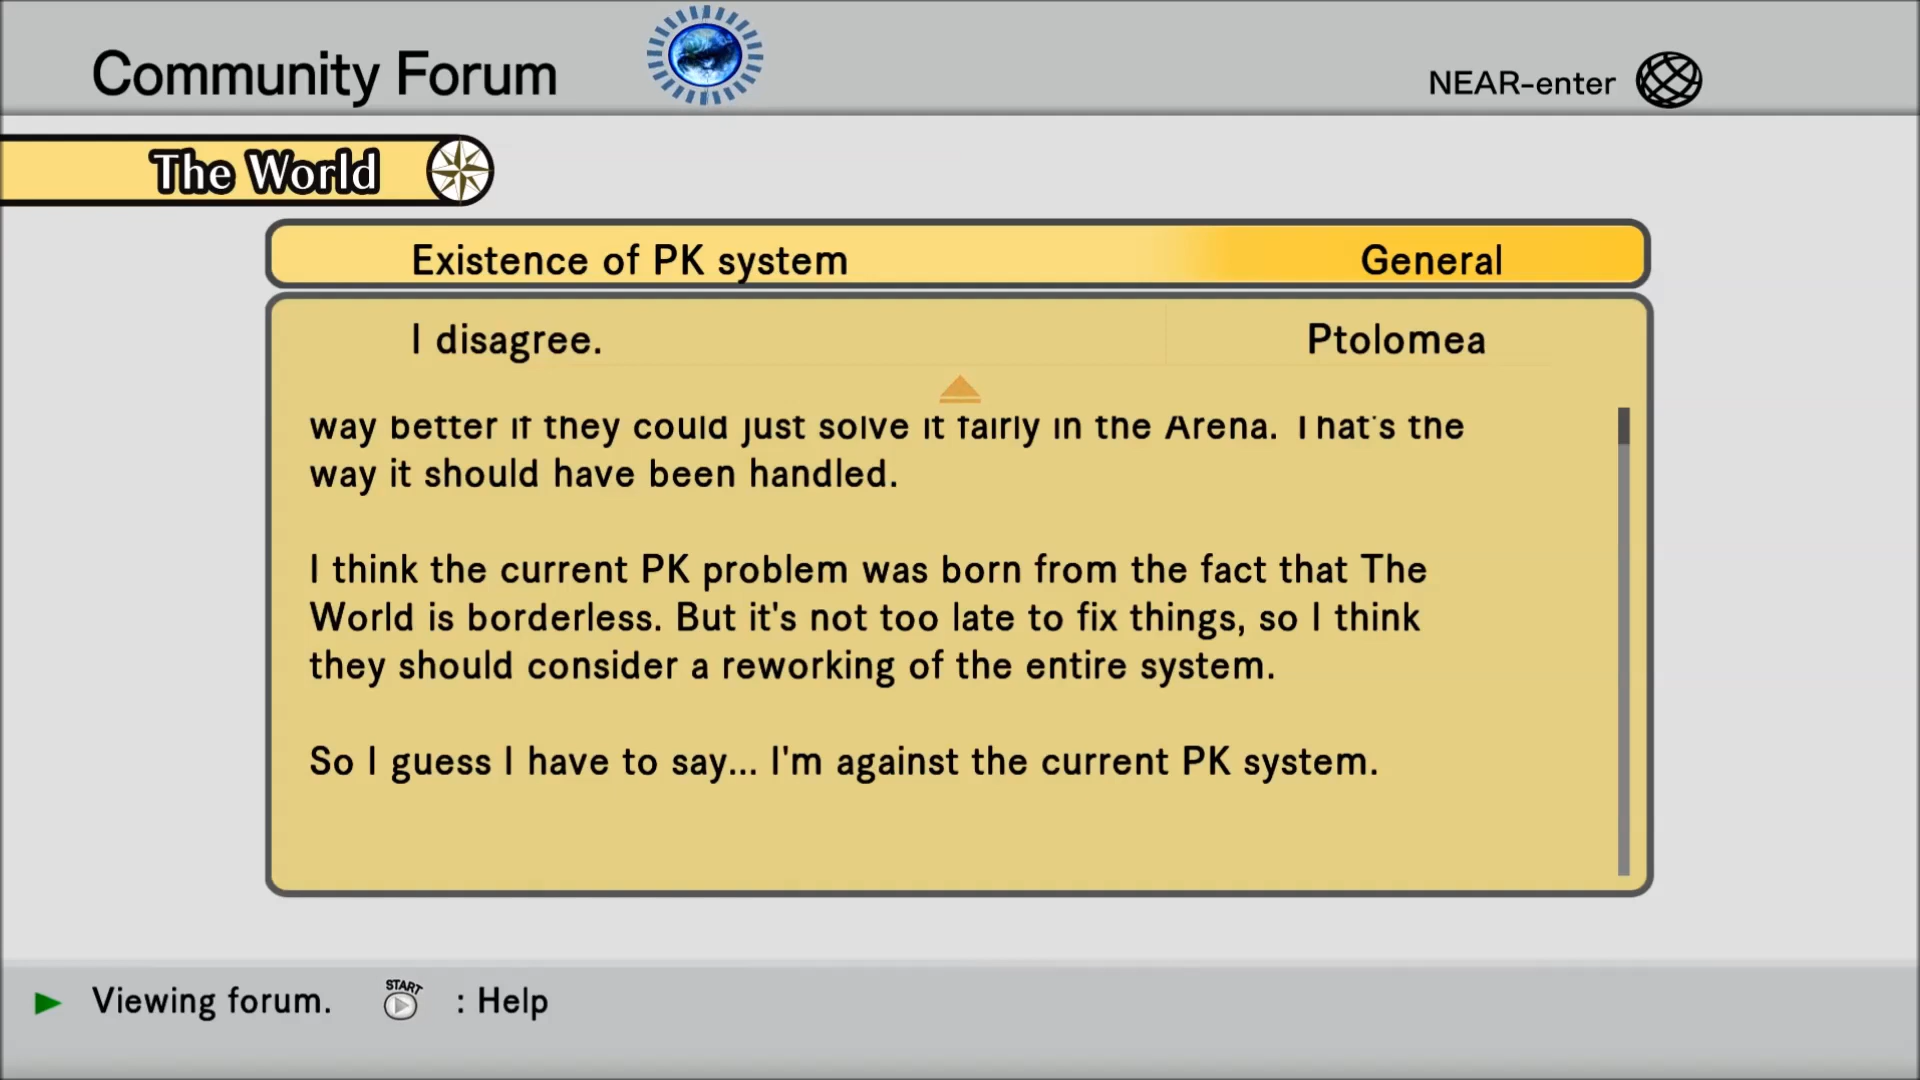 Community Forum
NEAR-enter
The World
Existence of PK system
General
I disagree.
Ptolomea
way better if they could just solve it fairly in the Arena. That's the
way it should have been handled.
I think the current PK problem was born from the fact that The
World is borderless. But it's not too late to fix things, so I think
they should consider a reworking of the entire system.
So I guess I have to say... I'm against the current PK system.
Viewing forum.
START
: Help